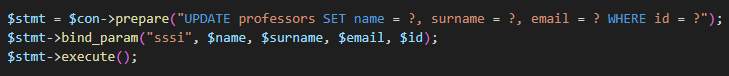 $stmt = $con->prepare("UPDATE professors SET name = ?, surname = ?, email = ? WHERE id = ?");
$stmt->bind_param("sssi", $name, $surname, $email, $id);
$stmt->execute();